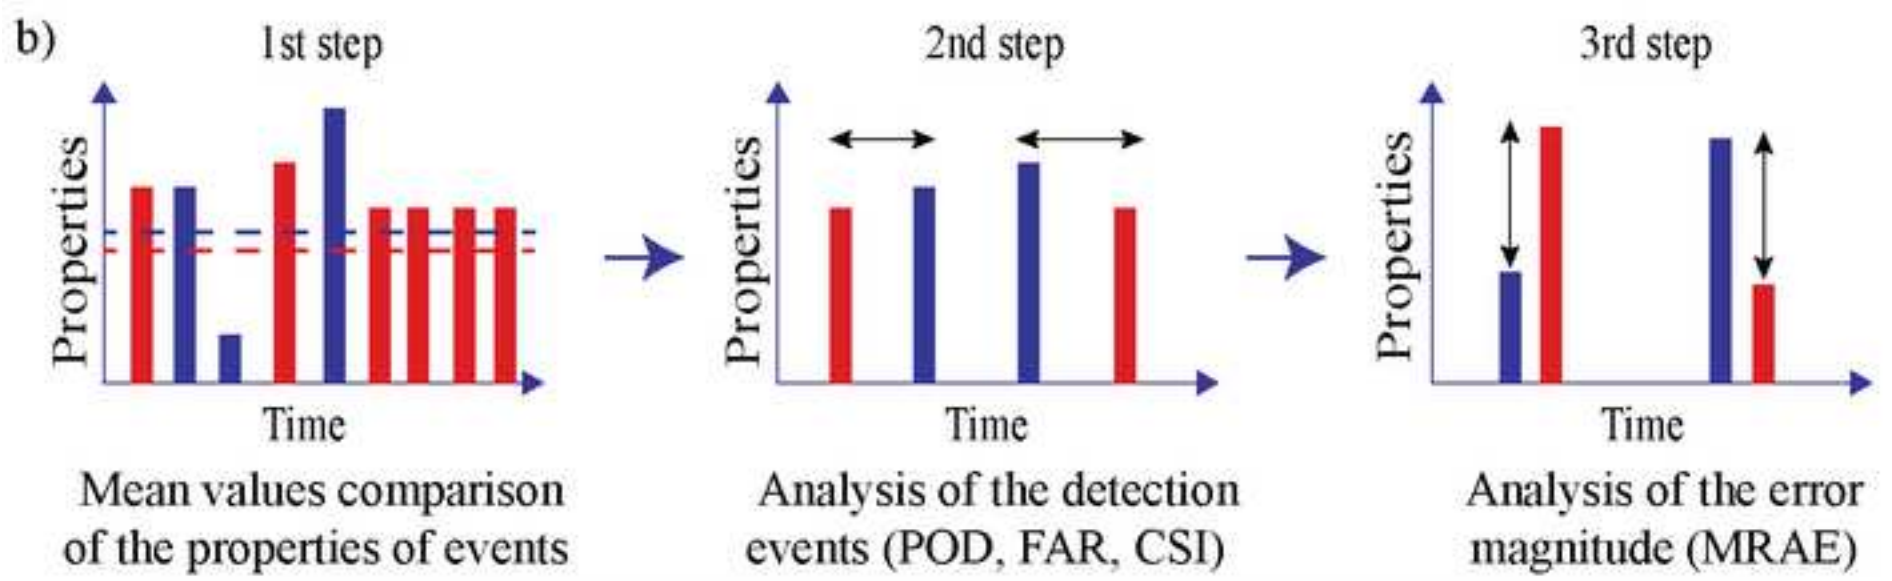 b)
1st step
2nd step
3rd step
Properties
Properties
Properties
Time
Time
Time
Mean values comparison
of the properties of events
Analysis of the detection
events (POD, FAR, CSI)
Analysis of the error
magnitude (MRAE)